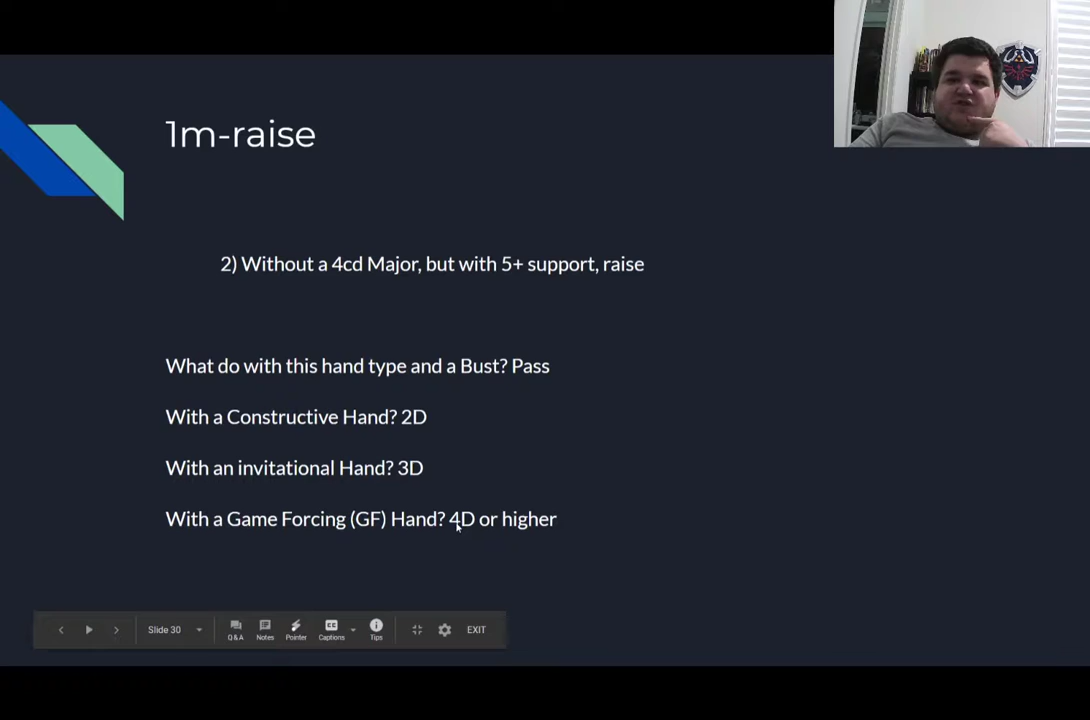 1m-raise
2) Without a 4cd Major, but with 5+ support, raise
What do with this hand type and a Bust? Pass
With a Constructive Hand? 2D
With an invitational Hand? 3D
With a Game Forcing (GF) Hand? 4D or higher
Slide 30
Q&A
Notes
Pointer
CC
Captions
Tips
EXIT